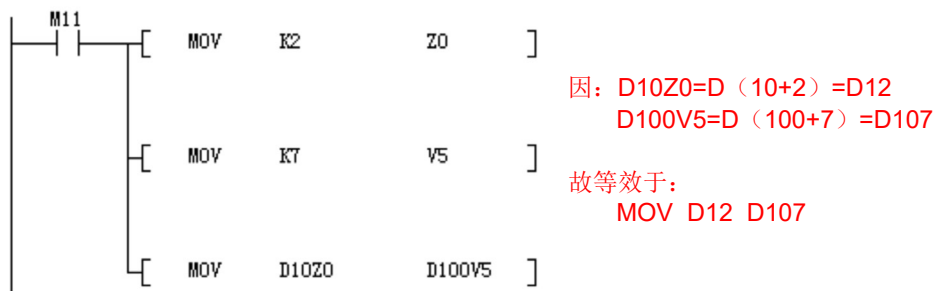 M11
MOV K2 Z0
因：D10Z0=D（10+2）=D12
D100V5=D（100+7）=D107
MOV K7 V5
故等效于：
MOV D12 D107
MOV D10Z0 D100V5